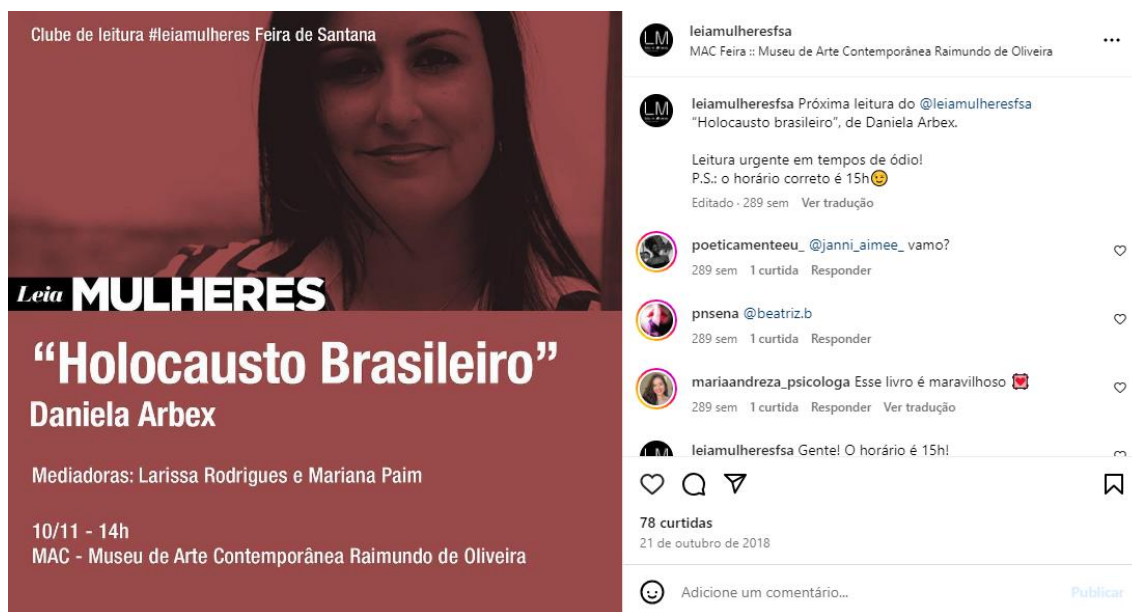 Clube de leitura #leiamulheres Feira de Santana
Leia MULHERES
“Holocausto Brasileiro”
Daniela Arbex
Mediadoras: Larissa Rodrigues e Mariana Paim
10/11 - 14h
MAC - Museu de Arte Contemporânea Raimundo de Oliveira
LM
leiamulheresfsa
MAC Feira :: Museu de Arte Contemporânea Raimundo de Oliveira
LM
leiamulheresfsa Próxima leitura do @leiamulheresfsa
“Holocausto brasileiro”, de Daniela Arbex.
Leitura urgente em tempos de ódio!
P.S.: o horário correto é 15h😉
Editado · 289 sem Ver tradução
poeticamenteeu_ @janni_aimee_ vamo?
289 sem 1 curtida Responder
pnsena @beatriz.b
289 sem 1 curtida Responder
mariaandreza_psicologa Esse livro é maravilhoso 💟
289 sem 1 curtida Responder Ver tradução
LM
leiamulheresfsa Gente! O horário é 15h!
78 curtidas
21 de outubro de 2018
Adicione um comentário...
Publicar